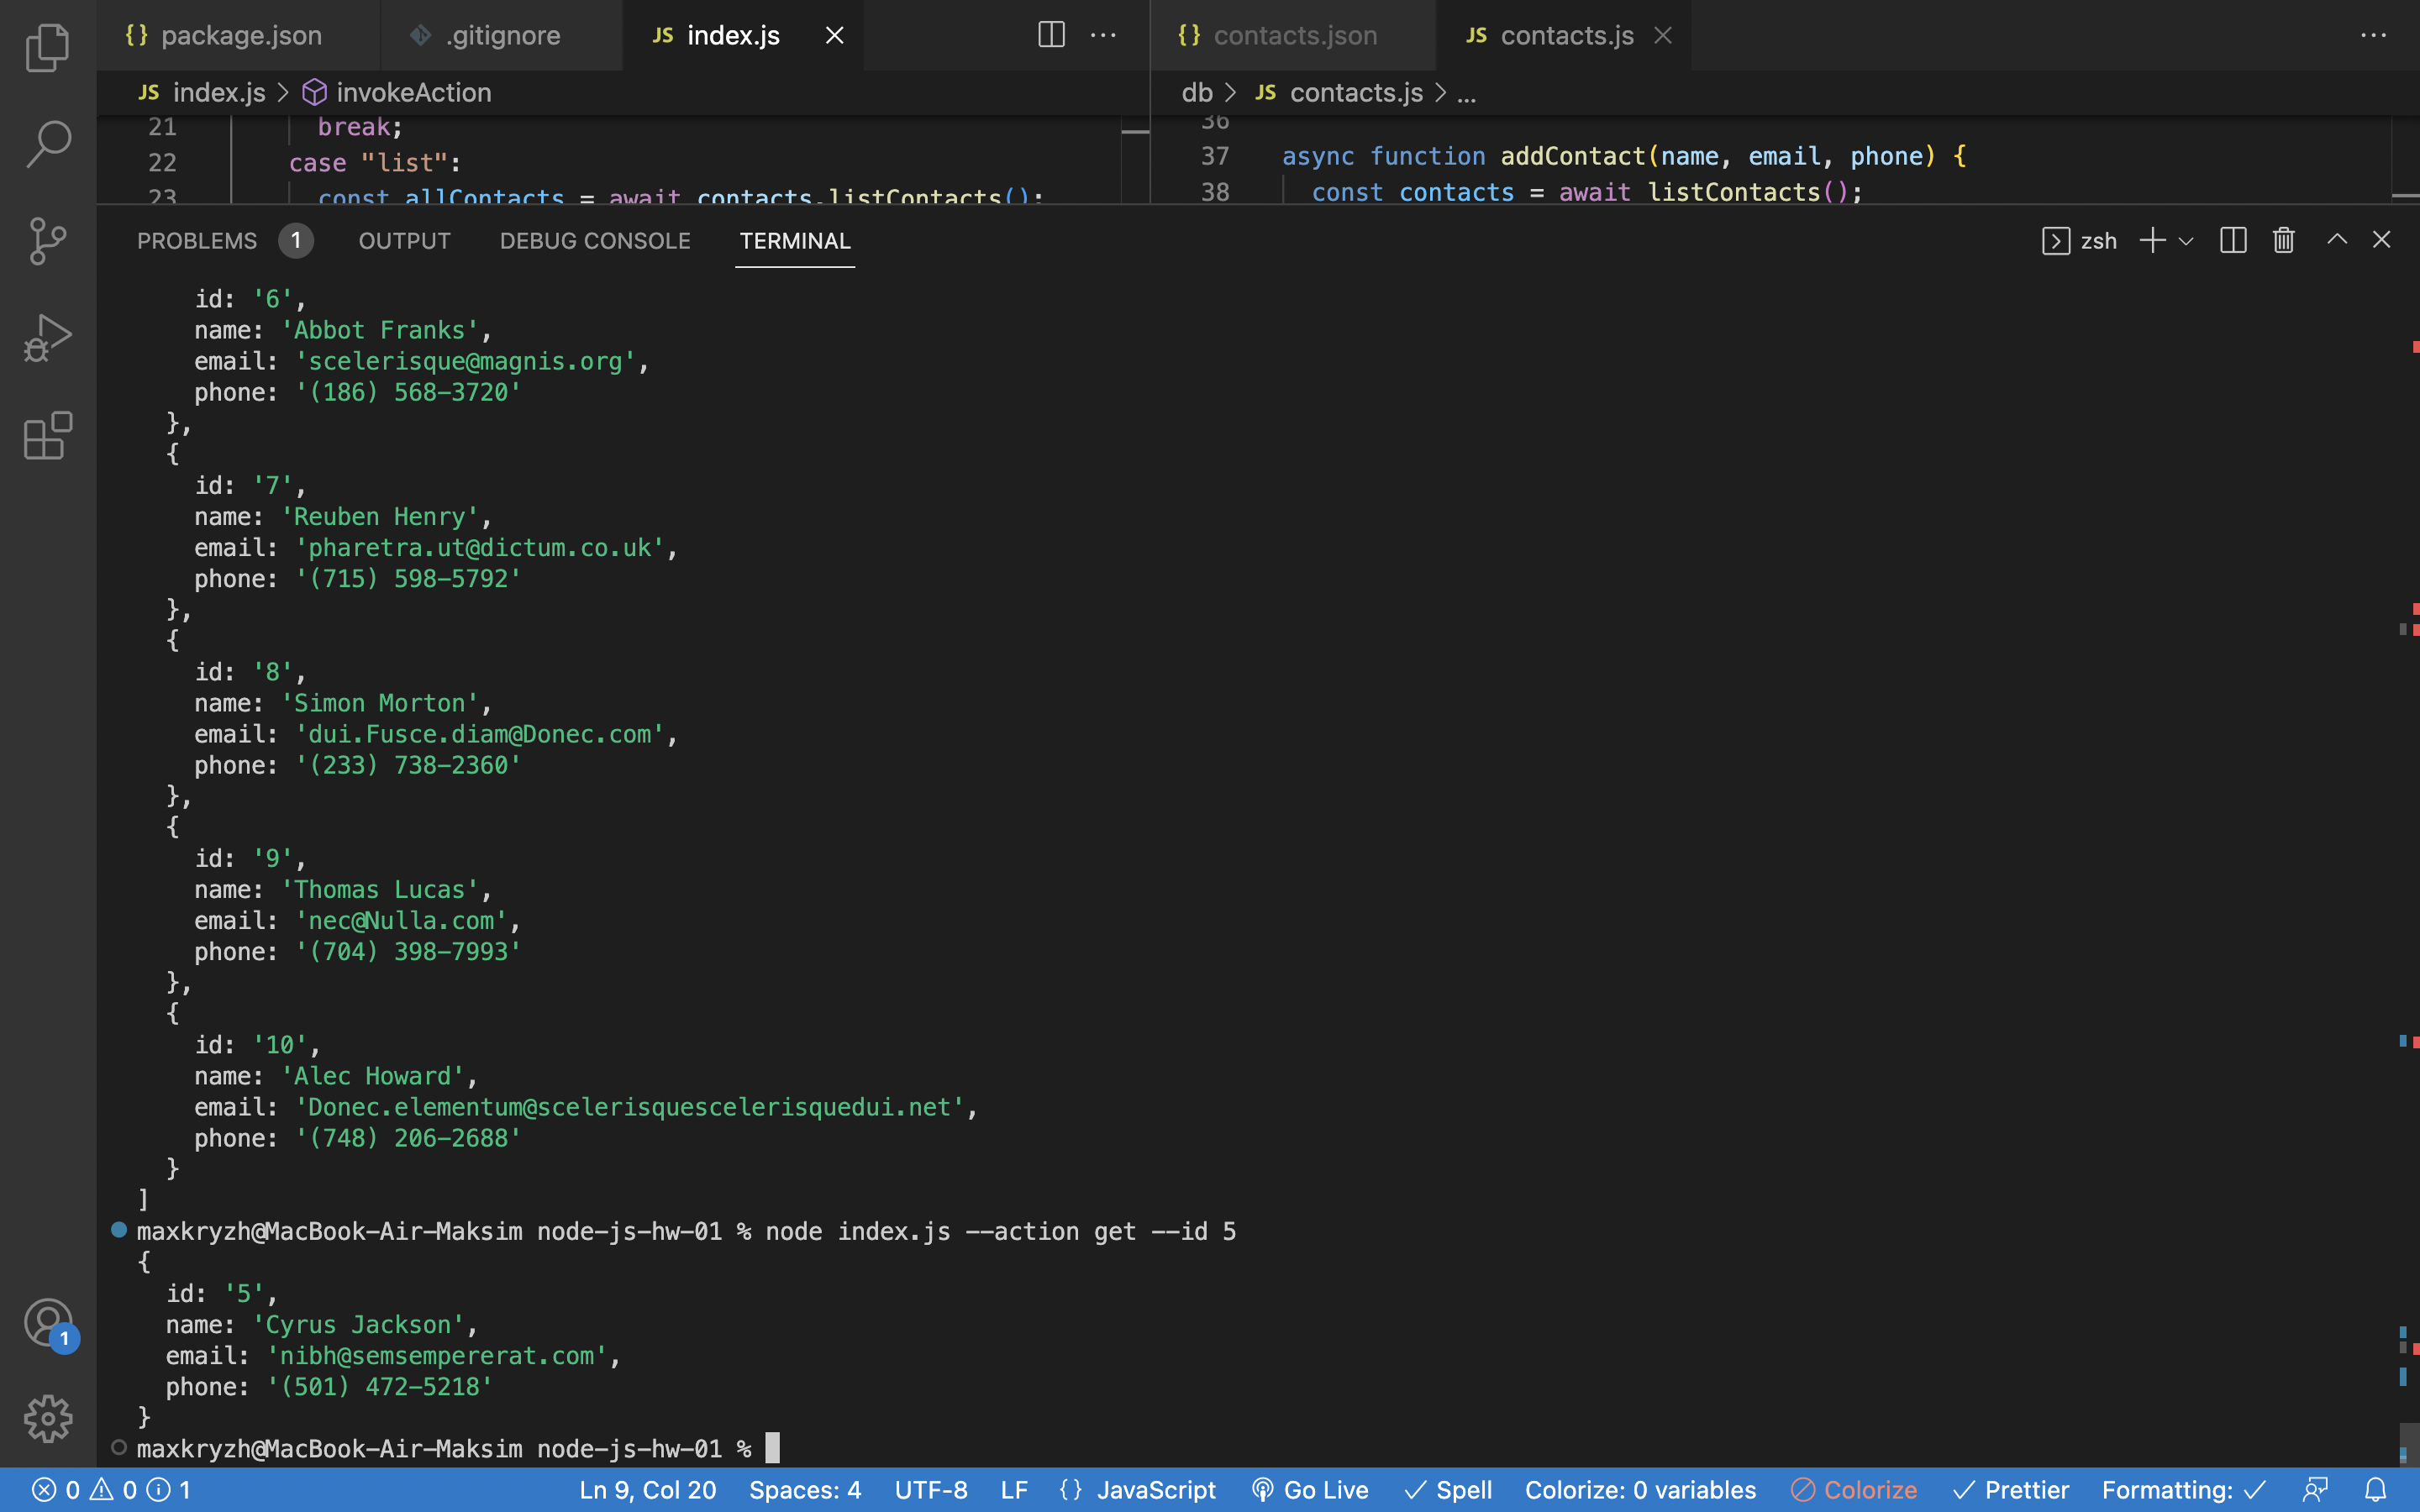 {} package.json
.gitignore
JS index.js
{} contacts.json
JS contacts.js
JS index.js > invokeAction
db > JS contacts.js > ...
21 break;
22 case "list":
23 const allContacts = await contacts.listContacts();
36
37 async function addContact(name, email, phone) {
38 const contacts = await listContacts();
PROBLEMS 1 OUTPUT DEBUG CONSOLE TERMINAL
zsh
id: '6',
name: 'Abbot Franks',
email: 'scelerisque@magnis.org',
phone: '(186) 568-3720'
},
{
id: '7',
name: 'Reuben Henry',
email: 'pharetra.ut@dictum.co.uk',
phone: '(715) 598-5792'
},
{
id: '8',
name: 'Simon Morton',
email: 'dui.Fusce.diam@Donec.com',
phone: '(233) 738-2360'
},
{
id: '9',
name: 'Thomas Lucas',
email: 'nec@Nulla.com',
phone: '(704) 398-7993'
},
{
id: '10',
name: 'Alec Howard',
email: 'Donec.elementum@scelerisquescelerisquedui.net',
phone: '(748) 206-2688'
}
]
maxkryzh@MacBook-Air-Maksim node-js-hw-01 % node index.js --action get --id 5
{
id: '5',
name: 'Cyrus Jackson',
email: 'nibh@semsempererat.com',
phone: '(501) 472-5218'
}
maxkryzh@MacBook-Air-Maksim node-js-hw-01 %
1
0 0 1 Ln 9, Col 20 Spaces: 4 UTF-8 LF {} JavaScript Go Live Spell Colorize: 0 variables Colorize Prettier Formatting: